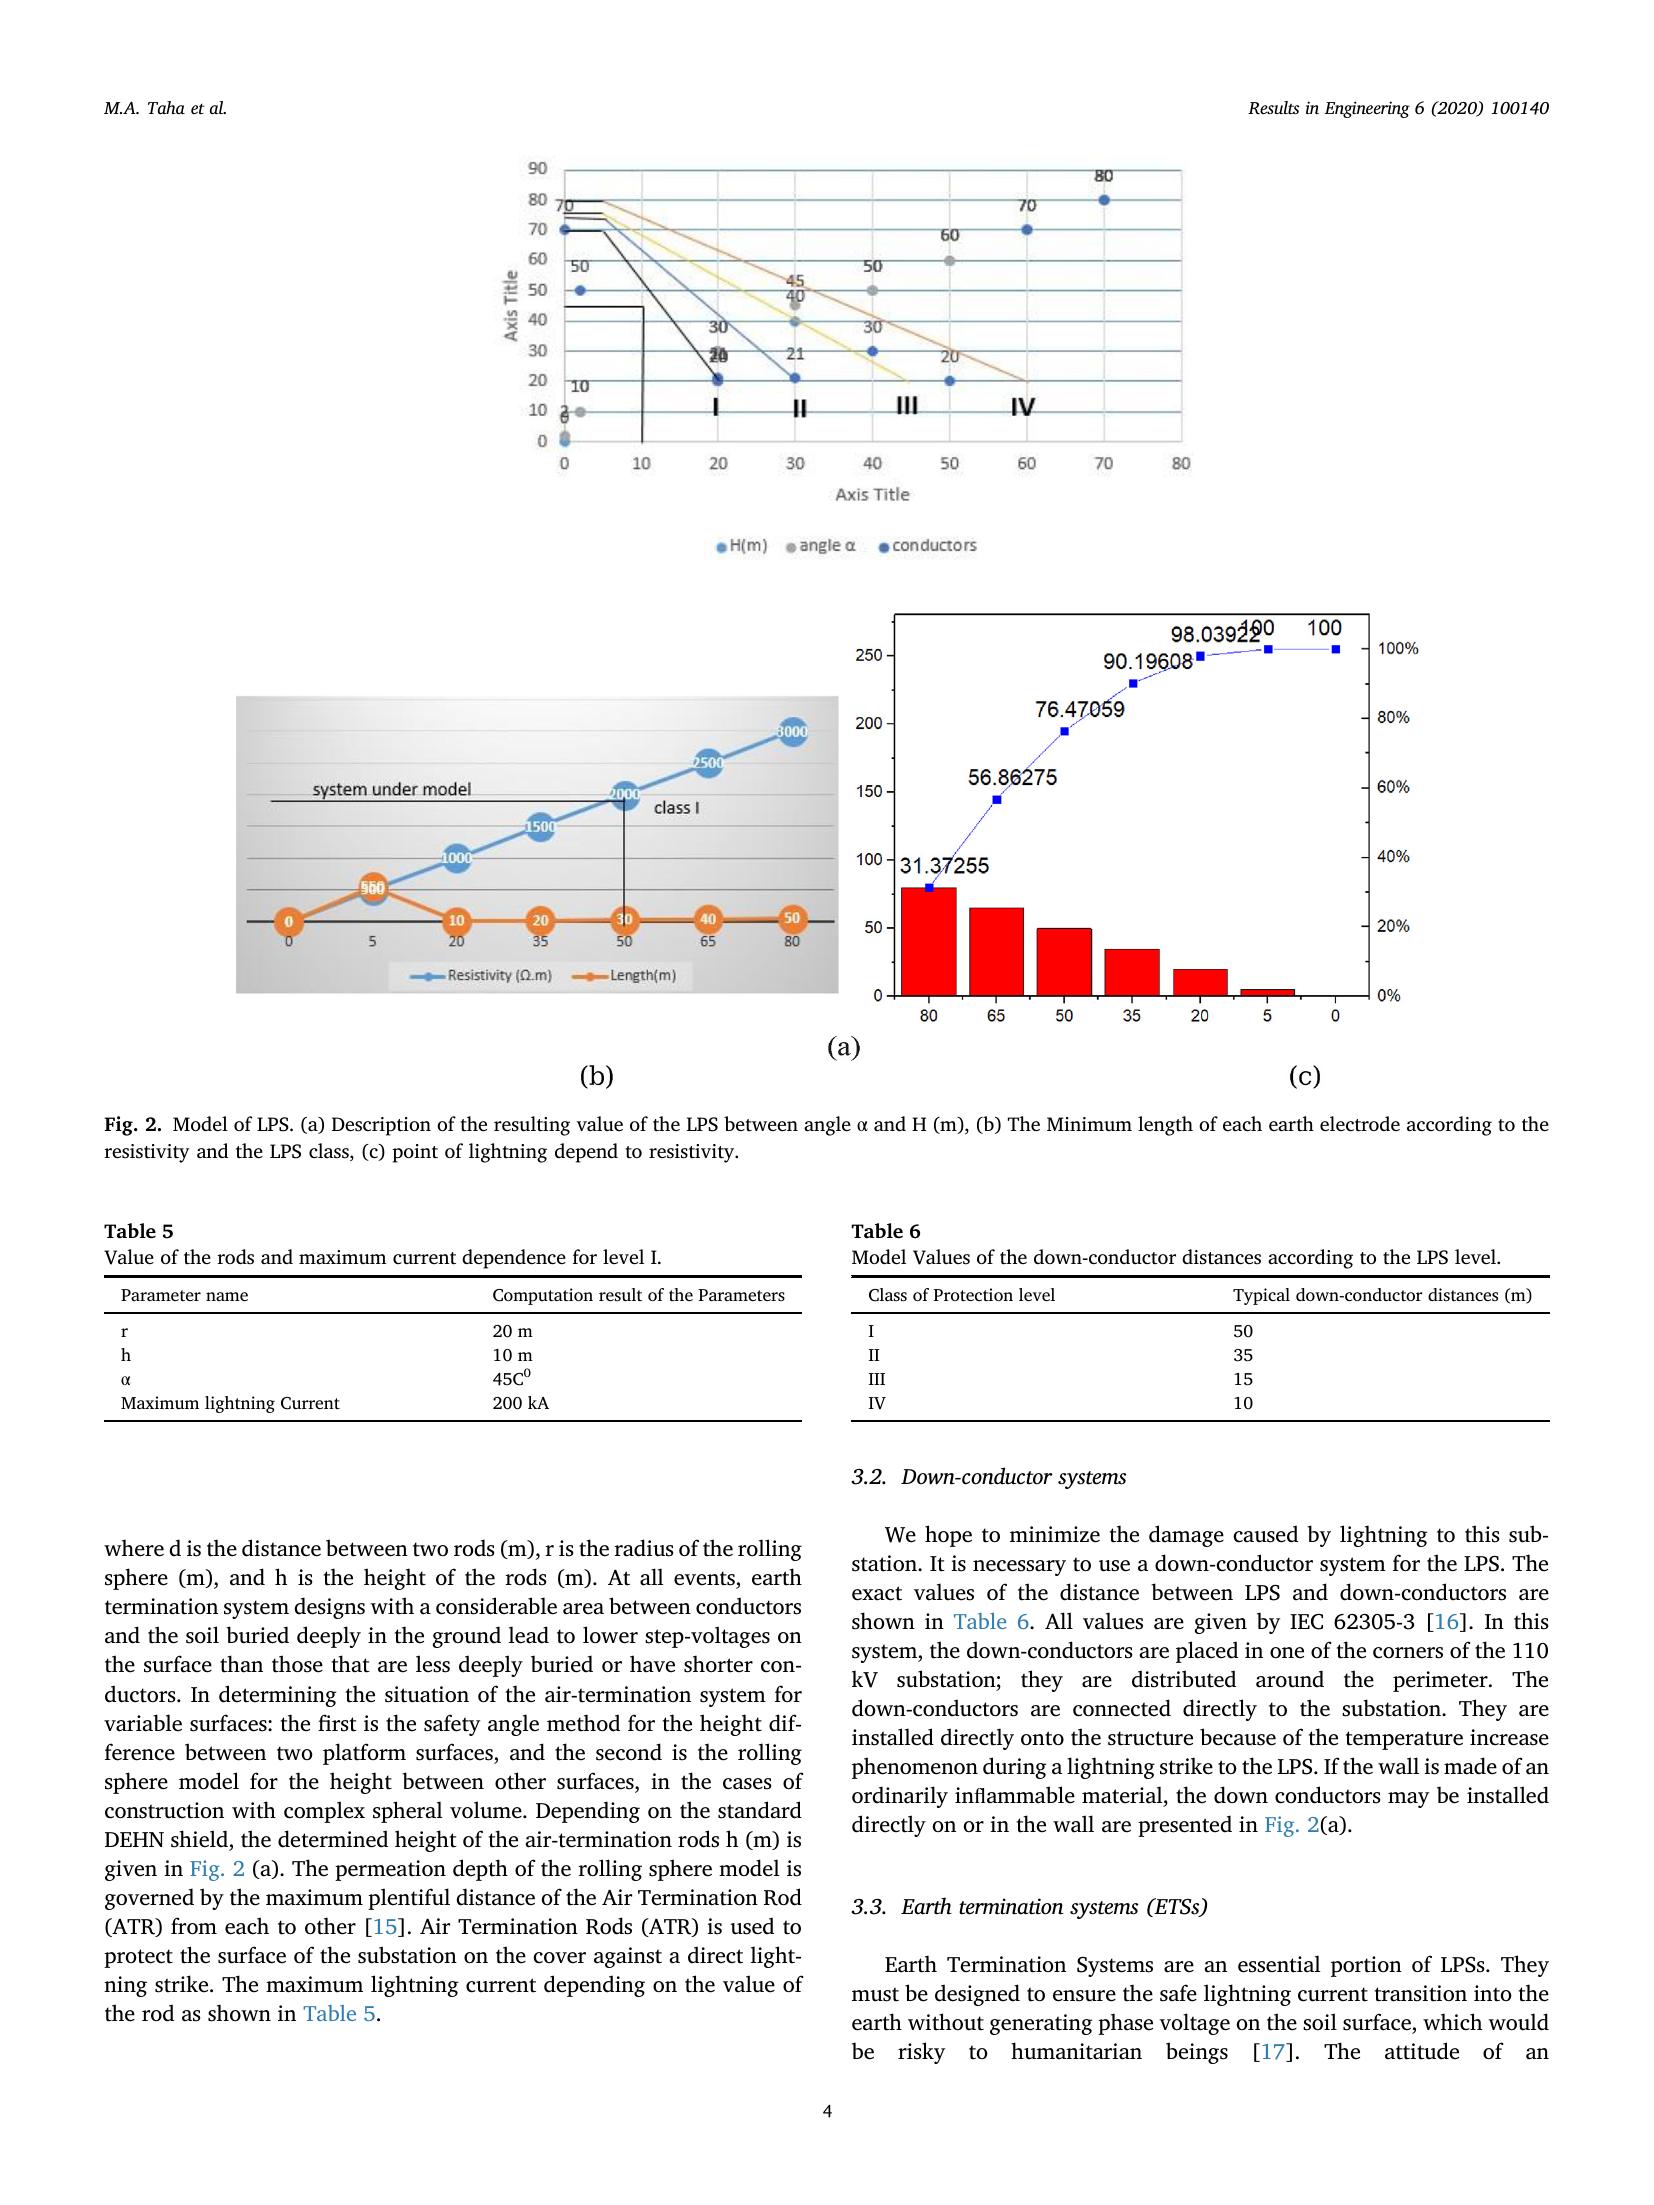 M.A. Taha et al.
Results in Engineering 6 (2020) 100140
90
80
70
60
50
40
30
20
10
0
Axis Title
70
50
10
2
0
30
20
45
40
21
50
30
60
20
70
80
I
II
III
IV
0 10 20 30 40 50 60 70 80
Axis Title
H(m) angle α conductors
system under model
class I
0
500
1000
1500
2000
2500
3000
0
550
10
20
30
40
50
0 5 20 35 50 65 80
Resistivity (Ω.m) Length(m)
250
200
150
100
50
0
31.37255
56.86275
76.47059
90.19608
98.03922
100
100
100%
80%
60%
40%
20%
0%
80 65 50 35 20 5 0
(a)
(b)
(c)
Fig. 2. Model of LPS. (a) Description of the resulting value of the LPS between angle α and H (m), (b) The Minimum length of each earth electrode according to the
resistivity and the LPS class, (c) point of lightning depend to resistivity.
Table 5
Value of the rods and maximum current dependence for level I.
Parameter name Computation result of the Parameters
r 20 m
h 10 m
α 45C⁰
Maximum lightning Current 200 kA
where d is the distance between two rods (m), r is the radius of the rolling
sphere (m), and h is the height of the rods (m). At all events, earth
termination system designs with a considerable area between conductors
and the soil buried deeply in the ground lead to lower step-voltages on
the surface than those that are less deeply buried or have shorter con-
ductors. In determining the situation of the air-termination system for
variable surfaces: the first is the safety angle method for the height dif-
ference between two platform surfaces, and the second is the rolling
sphere model for the height between other surfaces, in the cases of
construction with complex spheral volume. Depending on the standard
DEHN shield, the determined height of the air-termination rods h (m) is
given in Fig. 2 (a). The permeation depth of the rolling sphere model is
governed by the maximum plentiful distance of the Air Termination Rod
(ATR) from each to other [15]. Air Termination Rods (ATR) is used to
protect the surface of the substation on the cover against a direct light-
ning strike. The maximum lightning current depending on the value of
the rod as shown in Table 5.
Table 6
Model Values of the down-conductor distances according to the LPS level.
Class of Protection level Typical down-conductor distances (m)
I 50
II 35
III 15
IV 10
3.2. Down-conductor systems
We hope to minimize the damage caused by lightning to this sub-
station. It is necessary to use a down-conductor system for the LPS. The
exact values of the distance between LPS and down-conductors are
shown in Table 6. All values are given by IEC 62305-3 [16]. In this
system, the down-conductors are placed in one of the corners of the 110
kV substation; they are distributed around the perimeter. The
down-conductors are connected directly to the substation. They are
installed directly onto the structure because of the temperature increase
phenomenon during a lightning strike to the LPS. If the wall is made of an
ordinarily inflammable material, the down conductors may be installed
directly on or in the wall are presented in Fig. 2(a).
3.3. Earth termination systems (ETSs)
Earth Termination Systems are an essential portion of LPSs. They
must be designed to ensure the safe lightning current transition into the
earth without generating phase voltage on the soil surface, which would
be risky to humanitarian beings [17]. The attitude of an
4